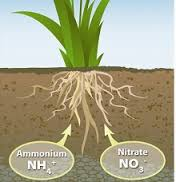 Ammonium
NH₄⁺
Nitrate
NO₃⁻